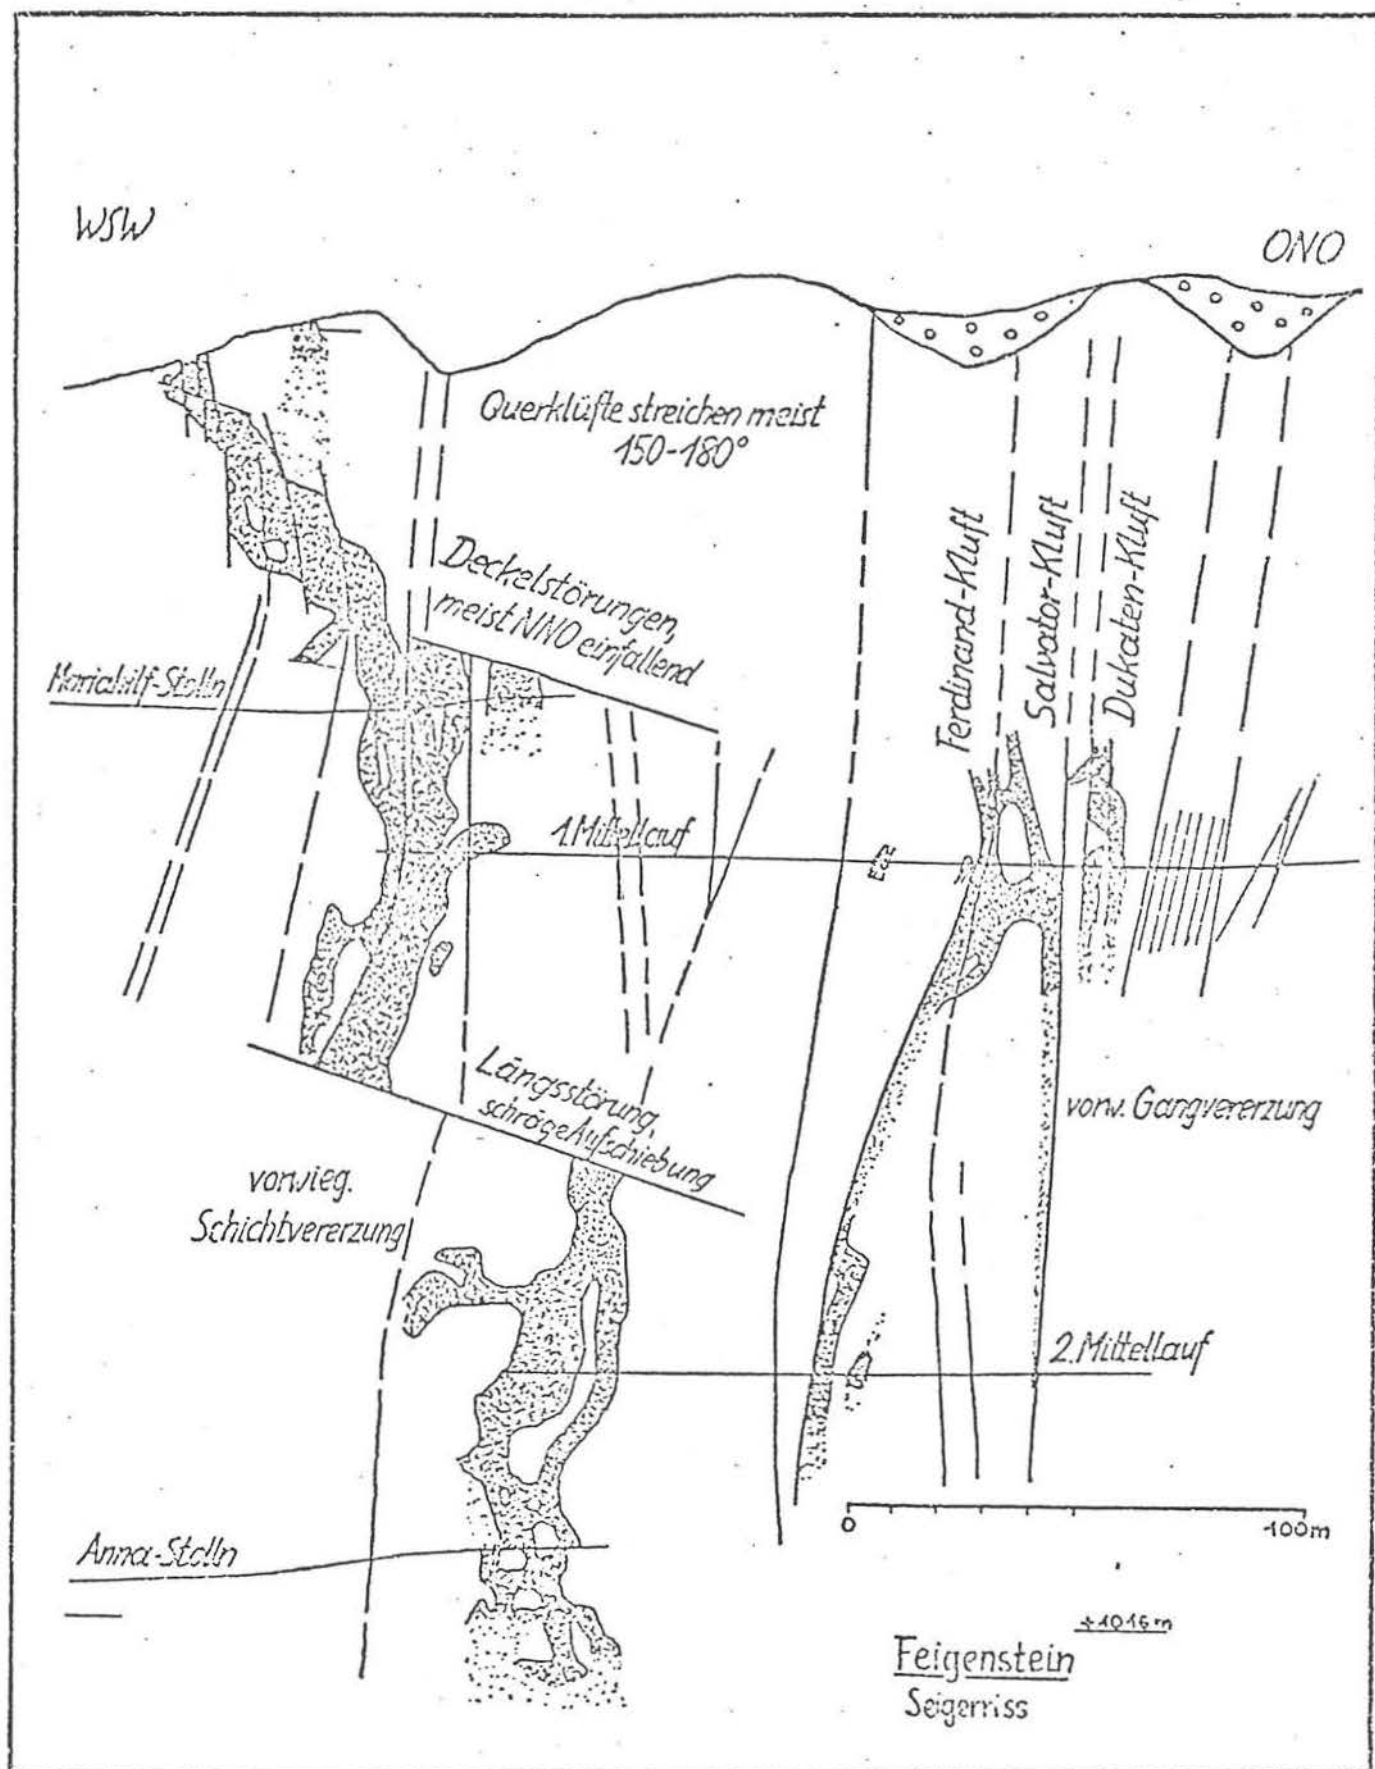 WSW
ONO
Querklüfte streichen meist
150-180°
Deckelstörungen,
meist NNO einfallend
Ferdinand-Kluft
Salvator-Kluft
Dukaten-Kluft
Mariahilf-Stolln
1. Mittellauf
Längsstörung,
schräge Aufschiebung
vorw. Gangvererzung
vorwieg.
Schichtvererzung
2. Mittellauf
0
100m
Anna-Stolln
+1016m
Feigenstein
Seigerriss